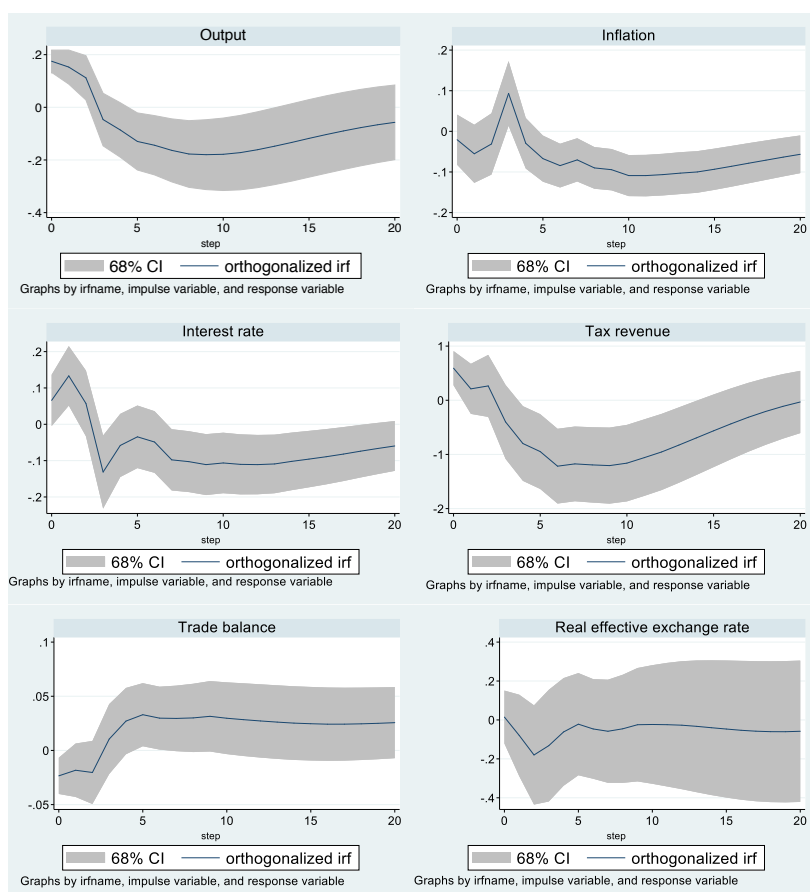 Output
.2
0
-.2
-.4
0 5 10 15 20
step
68% CI orthogonalized irf
Graphs by irfname, impulse variable, and response variable
Inflation
.2
.1
0
-.1
-.2
0 5 10 15 20
step
68% CI orthogonalized irf
Graphs by irfname, impulse variable, and response variable
Interest rate
.2
.1
0
-.1
-.2
0 5 10 15 20
step
68% CI orthogonalized irf
Graphs by irfname, impulse variable, and response variable
Tax revenue
1
0
-1
-2
0 5 10 15 20
step
68% CI orthogonalized irf
Graphs by irfname, impulse variable, and response variable
Trade balance
.1
.05
0
-.05
0 5 10 15 20
step
68% CI orthogonalized irf
Graphs by irfname, impulse variable, and response variable
Real effective exchange rate
.4
.2
0
-.2
-.4
0 5 10 15 20
step
68% CI orthogonalized irf
Graphs by irfname, impulse variable, and response variable